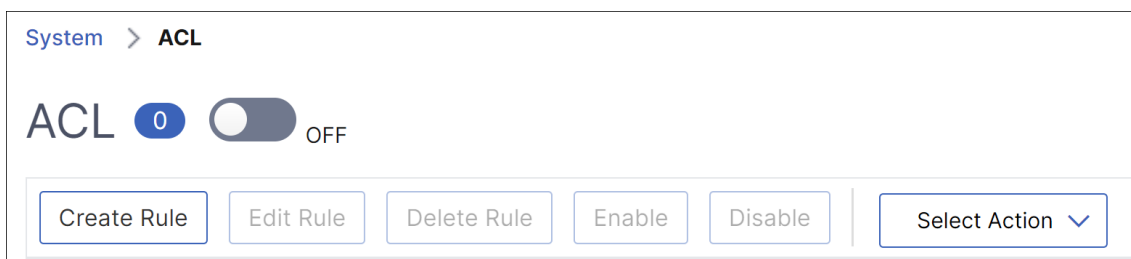 System > ACL
ACL 0 OFF
Create Rule Edit Rule Delete Rule Enable Disable Select Action